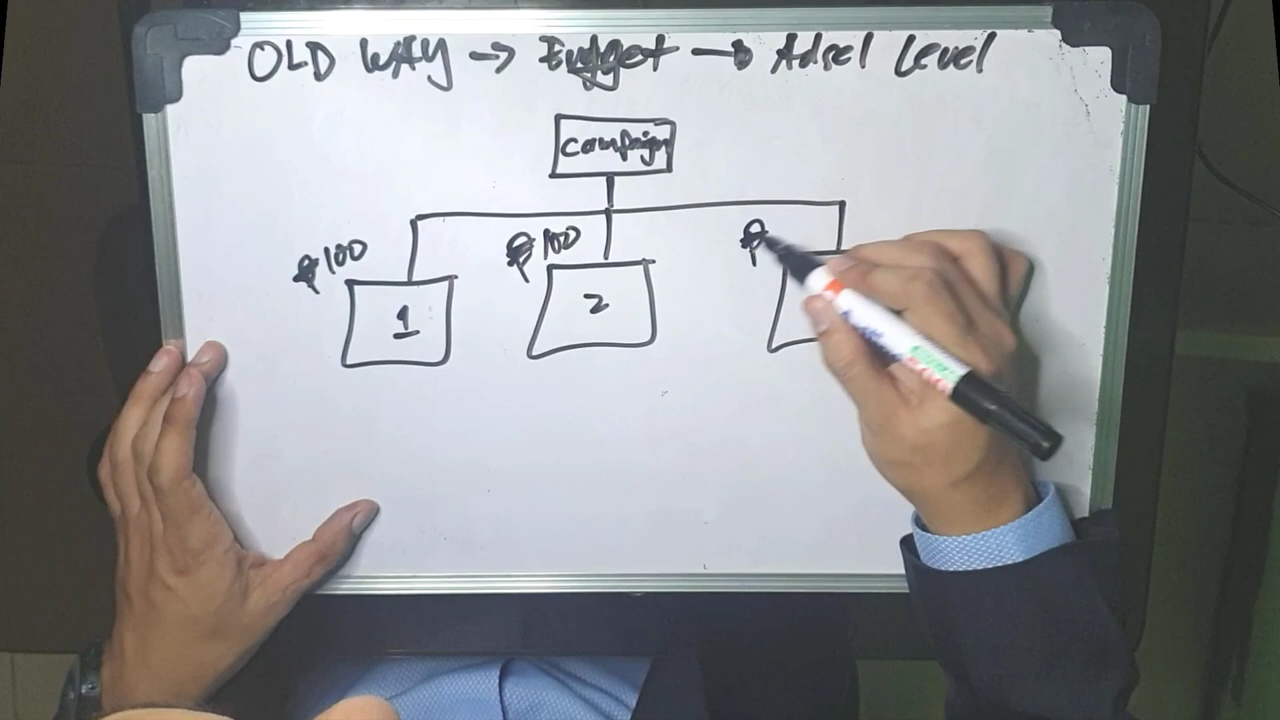 OLD WAY → Budget → Adset Level
Campaign
₱100 ₱100 ₱
1 2